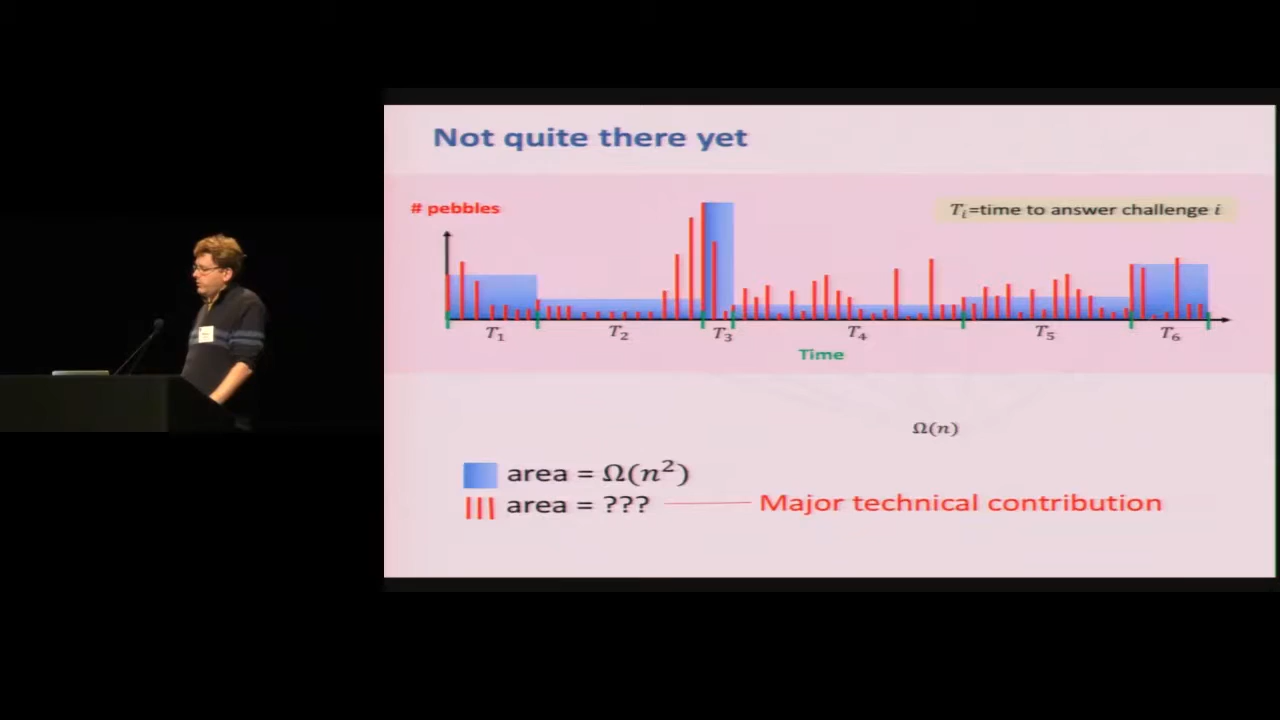 Not quite there yet
# pebbles
Tᵢ=time to answer challenge i
T₁ T₂ T₃ T₄ T₅ T₆
Time
Ω(n)
area = Ω(n²)
area = ??? Major technical contribution